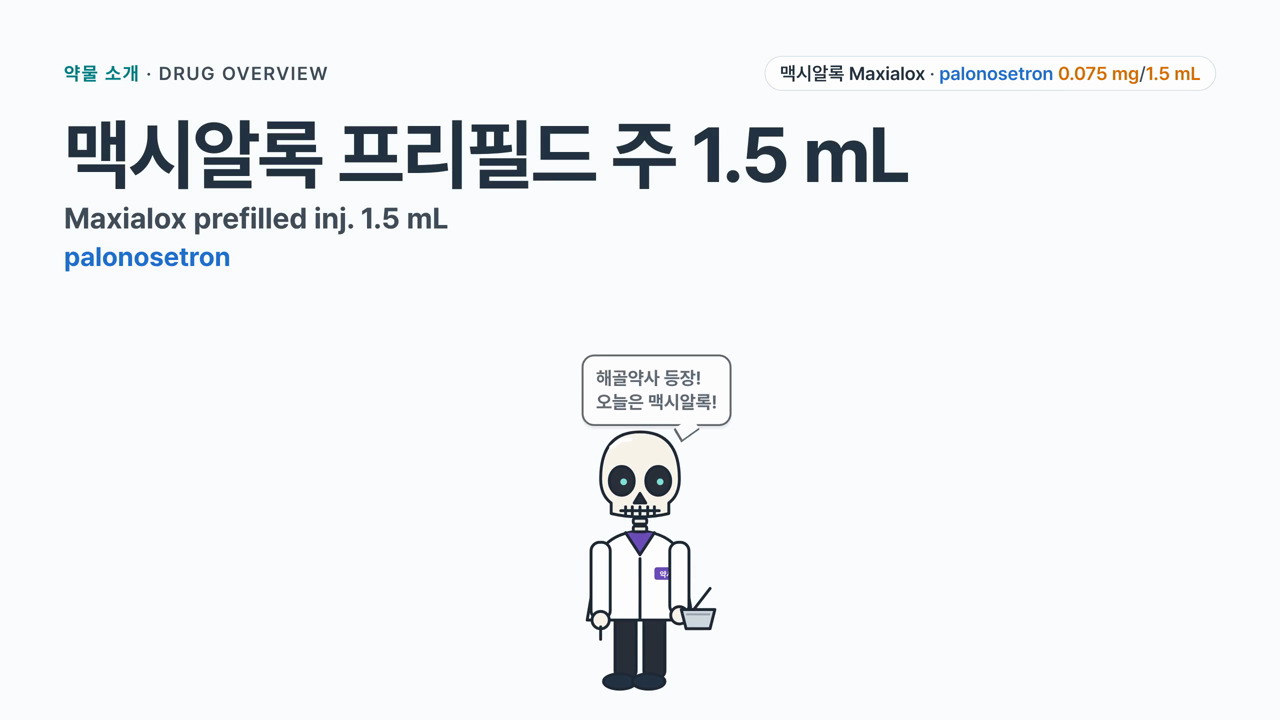 약물 소개 · DRUG OVERVIEW
맥시알록 Maxialox · palonosetron 0.075 mg/1.5 mL
맥시알록 프리필드 주 1.5 mL
Maxialox prefilled inj. 1.5 mL
palonosetron
해골약사 등장!
오늘은 맥시알록!